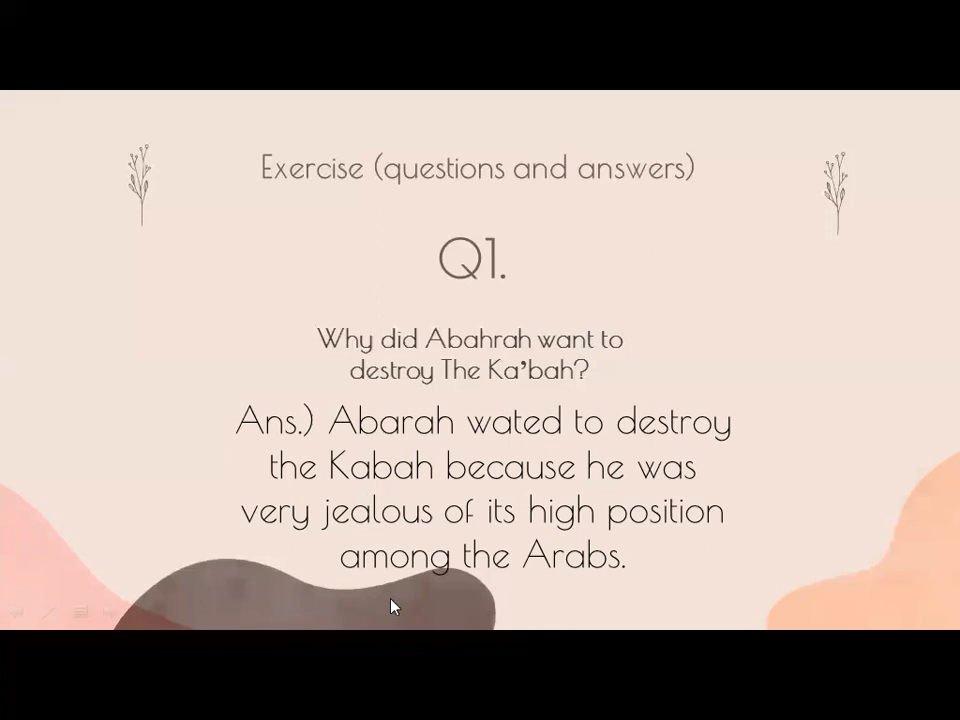 Exercise (questions and answers)
Q1.
Why did Abahrah want to
destroy The Ka’bah?
Ans.) Abarah wated to destroy
the Kabah because he was
very jealous of its high position
among the Arabs.